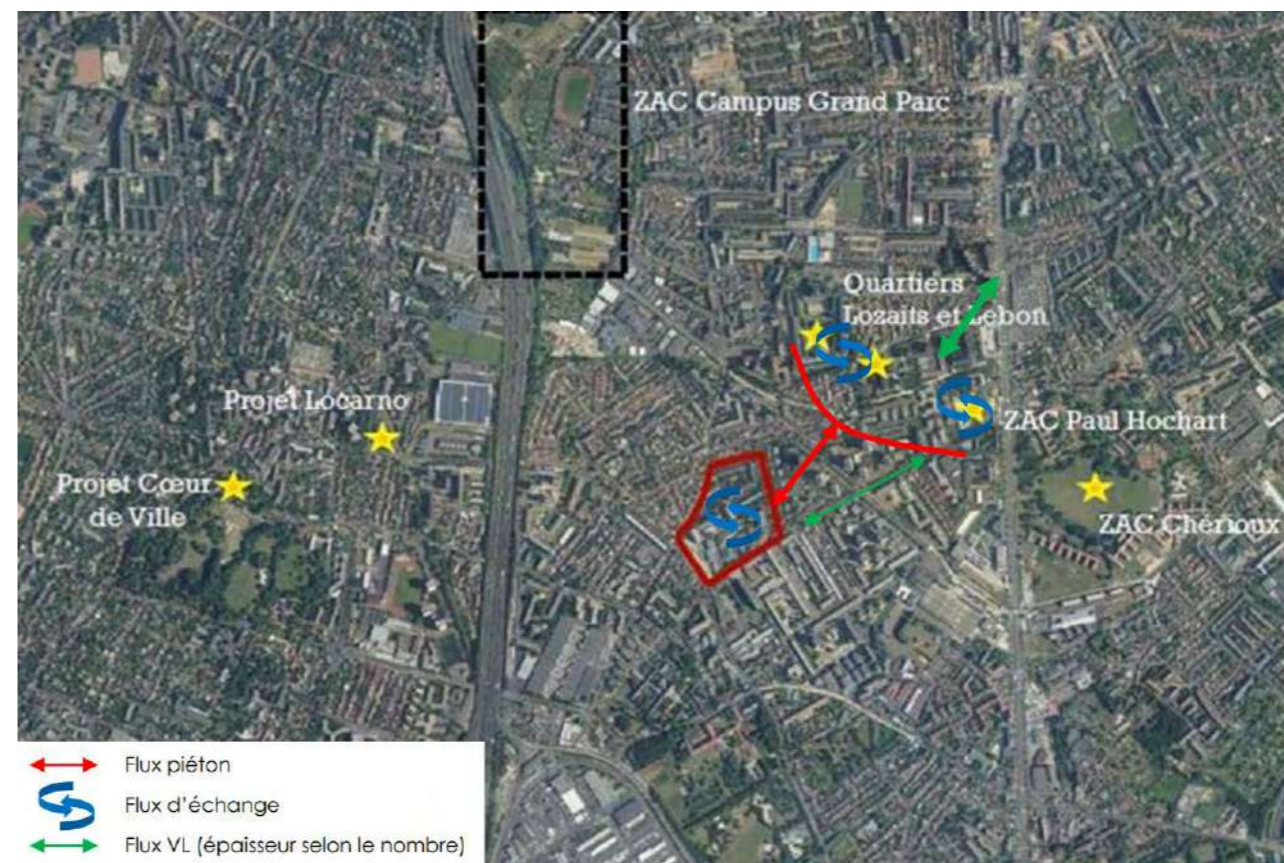 ZAC Campus Grand Parc
Quartiers
Lozaits et Lebon
Projet Locarno
ZAC Paul Hochart
Projet Cœur
de Ville
ZAC Chérioux
Flux piéton
Flux d'échange
Flux VL (épaisseur selon le nombre)